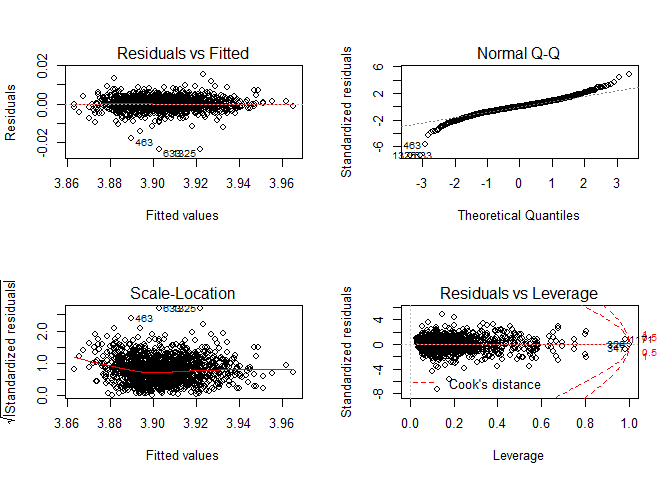 Residuals vs Fitted
Residuals
-0.02 0.00 0.02
463
633
1325
3.86 3.88 3.90 3.92 3.94 3.96
Fitted values
Normal Q-Q
Standardized residuals
-6 -2 2 6
463
-3 -2 -1 0 1 2 3
Theoretical Quantiles
Scale-Location
√|Standardized residuals|
0.0 1.0 2.0
633
1325
463
3.86 3.88 3.90 3.92 3.94 3.96
Fitted values
Residuals vs Leverage
Standardized residuals
-8 -4 0 4
Cook's distance
0.5
0.0 0.2 0.4 0.6 0.8 1.0
Leverage